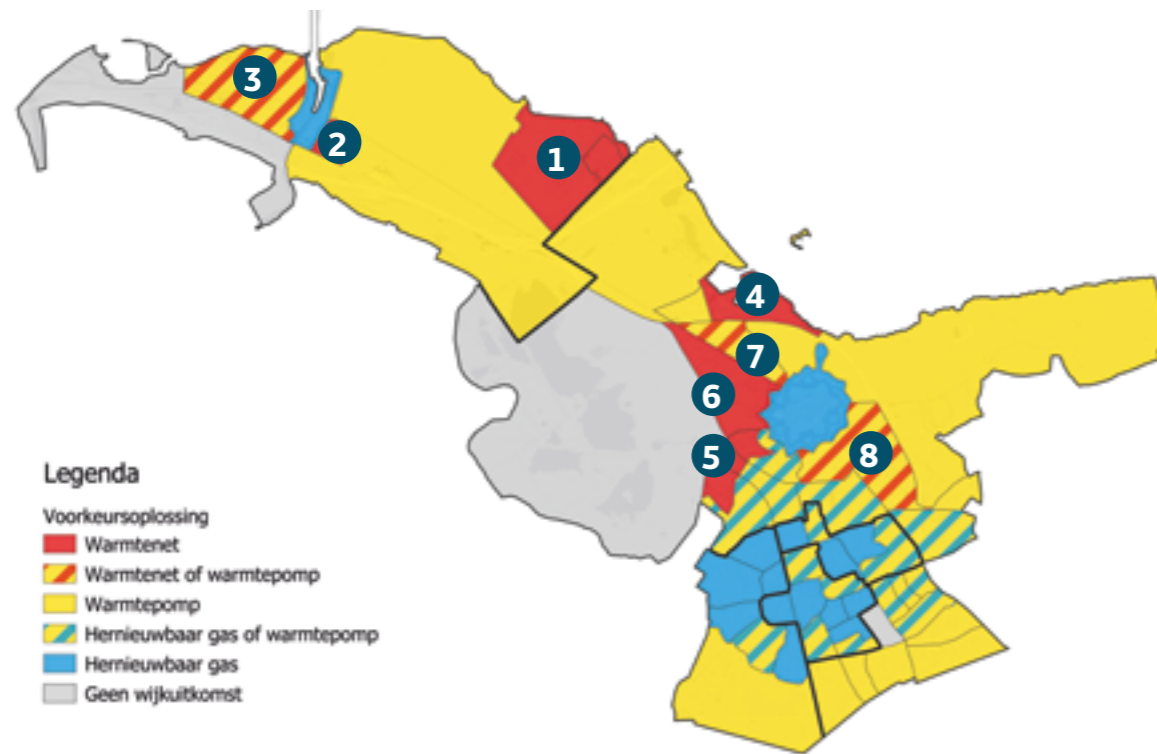 3
2
1
4
7
6
5
8
Legenda
Voorkeursoplossing
Warmtenet
Warmtenet of warmtepomp
Warmtepomp
Hernieuwbaar gas of warmtepomp
Hernieuwbaar gas
Geen wijkuitkomst